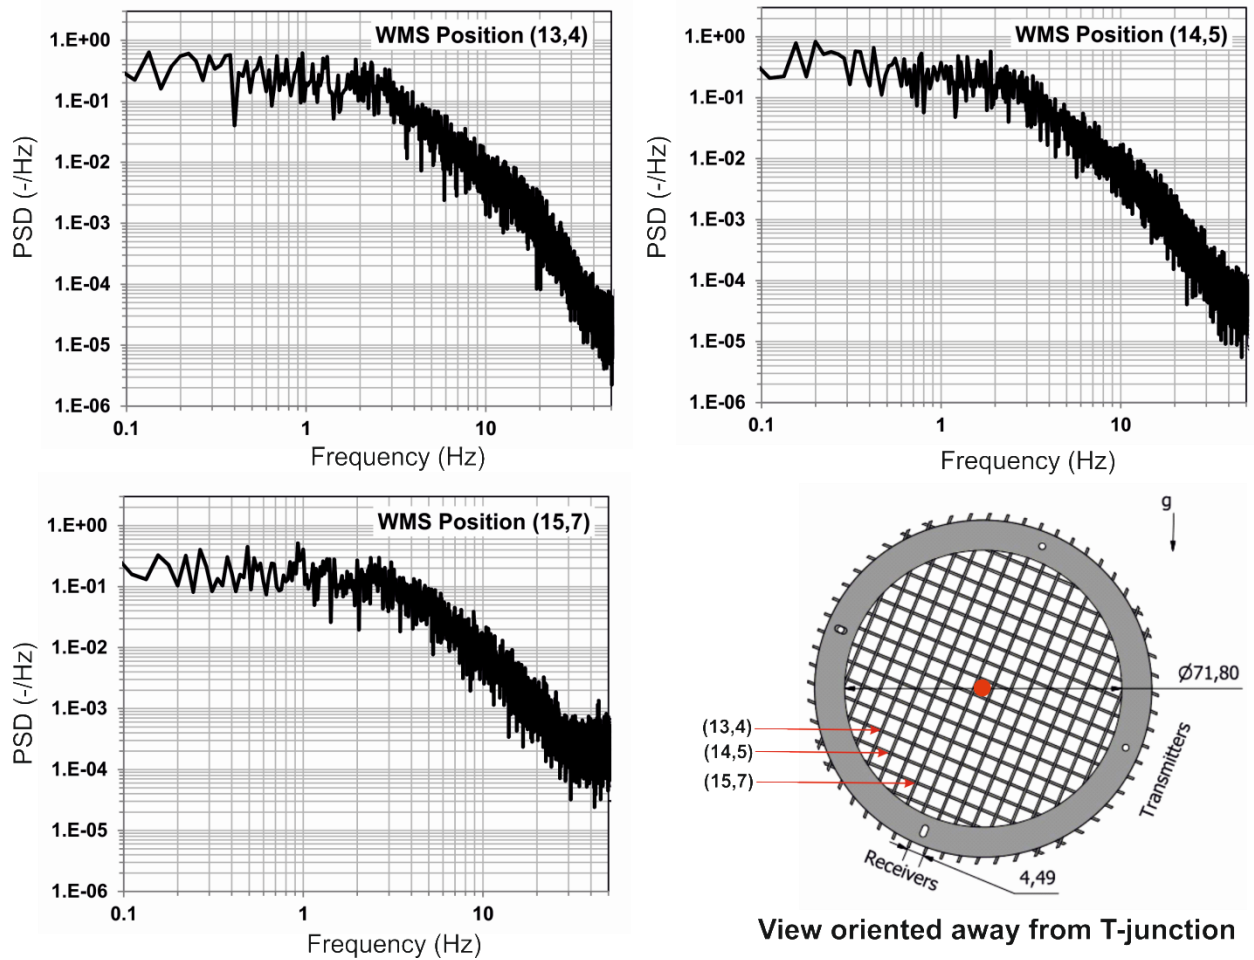 WMS Position (13,4)
1.E+00
1.E-01
1.E-02
1.E-03
1.E-04
1.E-05
1.E-06
PSD (-/Hz)
0.1 1 10
Frequency (Hz)
WMS Position (14,5)
1.E+00
1.E-01
1.E-02
1.E-03
1.E-04
1.E-05
1.E-06
PSD (-/Hz)
0.1 1 10
Frequency (Hz)
WMS Position (15,7)
1.E+00
1.E-01
1.E-02
1.E-03
1.E-04
1.E-05
1.E-06
PSD (-/Hz)
0.1 1 10
Frequency (Hz)
g
Ø71,80
(13,4)
(14,5)
(15,7)
Transmitters
Receivers
4,49
View oriented away from T-junction